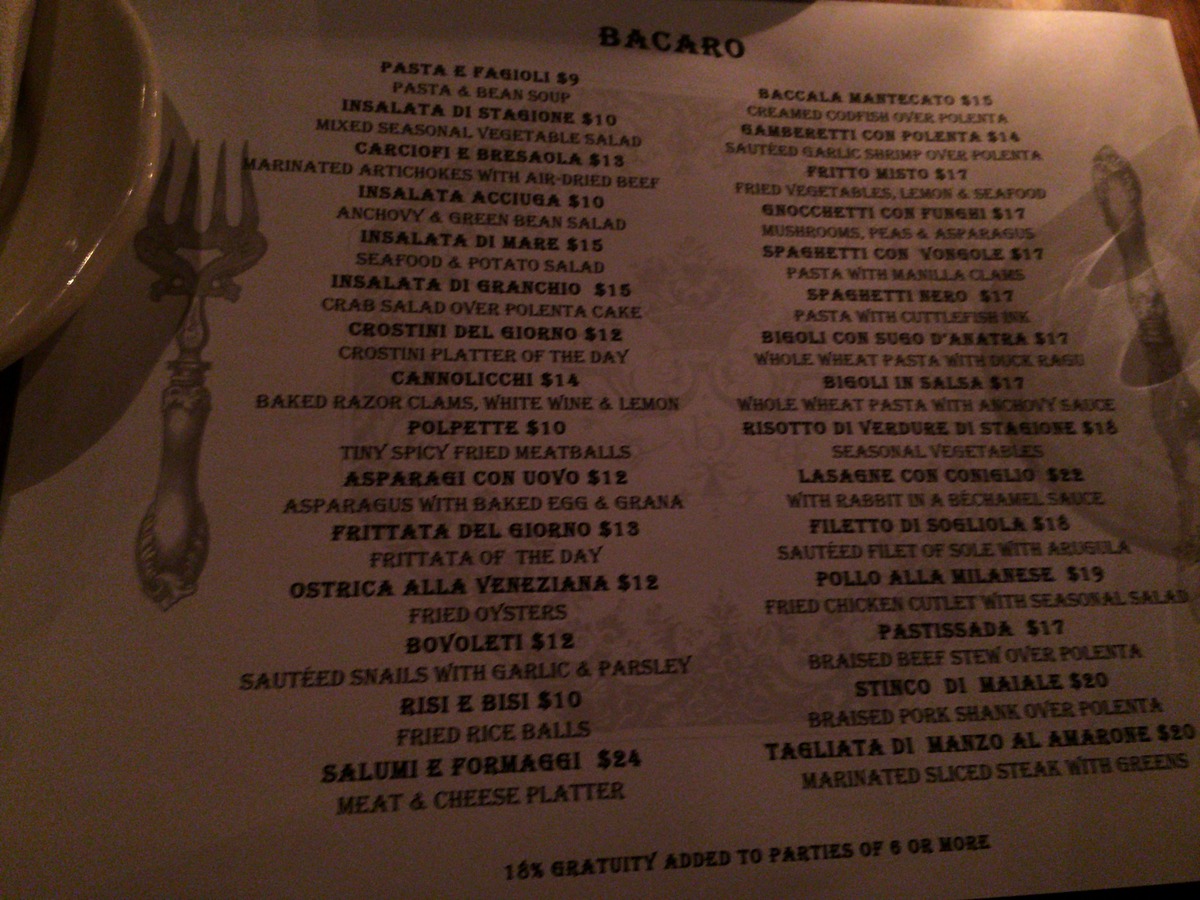 BACARO
PASTA E FAGIOLI $9
PASTA & BEAN SOUP
INSALATA DI STAGIONE $10
MIXED SEASONAL VEGETABLE SALAD
CARCIOFI E BRESAOLA $13
MARINATED ARTICHOKES WITH AIR-DRIED BEEF
INSALATA ACCIUGA $10
ANCHOVY & GREEN BEAN SALAD
INSALATA DI MARE $15
SEAFOOD & POTATO SALAD
INSALATA DI GRANCHIO $15
CRAB SALAD OVER POLENTA CAKE
CROSTINI DEL GIORNO $12
CROSTINI PLATTER OF THE DAY
CANNOLICCHI $14
BAKED RAZOR CLAMS, WHITE WINE & LEMON
POLPETTE $10
TINY SPICY FRIED MEATBALLS
ASPARAGI CON UOVO $12
ASPARAGUS WITH BAKED EGG & GRANA
FRITTATA DEL GIORNO $13
FRITTATA OF THE DAY
OSTRICA ALLA VENEZIANA $12
FRIED OYSTERS
BOVOLETI $12
SAUTÉED SNAILS WITH GARLIC & PARSLEY
RISI E BISI $10
FRIED RICE BALLS
SALUMI E FORMAGGI $24
MEAT & CHEESE PLATTER
BACCALA MANTECATO $15
CREAMED CODFISH OVER POLENTA
GAMBERETTI CON POLENTA $14
SAUTÉED GARLIC SHRIMP OVER POLENTA
FRITTO MISTO $17
FRIED VEGETABLES, LEMON & SEAFOOD
GNOCCHETTI CON FUNGHI $17
MUSHROOMS, PEAS & ASPARAGUS
SPAGHETTI CON VONGOLE $17
PASTA WITH MANILLA CLAMS
SPAGHETTI NERO $17
PASTA WITH CUTTLEFISH INK
BIGOLI CON SUGO D'ANATRA $17
WHOLE WHEAT PASTA WITH DUCK RAGU
BIGOLI IN SALSA $17
WHOLE WHEAT PASTA WITH ANCHOVY SAUCE
RISOTTO DI VERDURE DI STAGIONE $18
SEASONAL VEGETABLES
LASAGNE CON CONIGLIO $22
WITH RABBIT IN A BÉCHAMEL SAUCE
FILETTO DI SOGLIOLA $18
SAUTÉED FILET OF SOLE WITH ARUGULA
POLLO ALLA MILANESE $19
FRIED CHICKEN CUTLET WITH SEASONAL SALAD
PASTISSADA $17
BRAISED BEEF STEW OVER POLENTA
STINCO DI MAIALE $20
BRAISED PORK SHANK OVER POLENTA
TAGLIATA DI MANZO AL AMARONE $20
MARINATED SLICED STEAK WITH GREENS
18% GRATUITY ADDED TO PARTIES OF 6 OR MORE